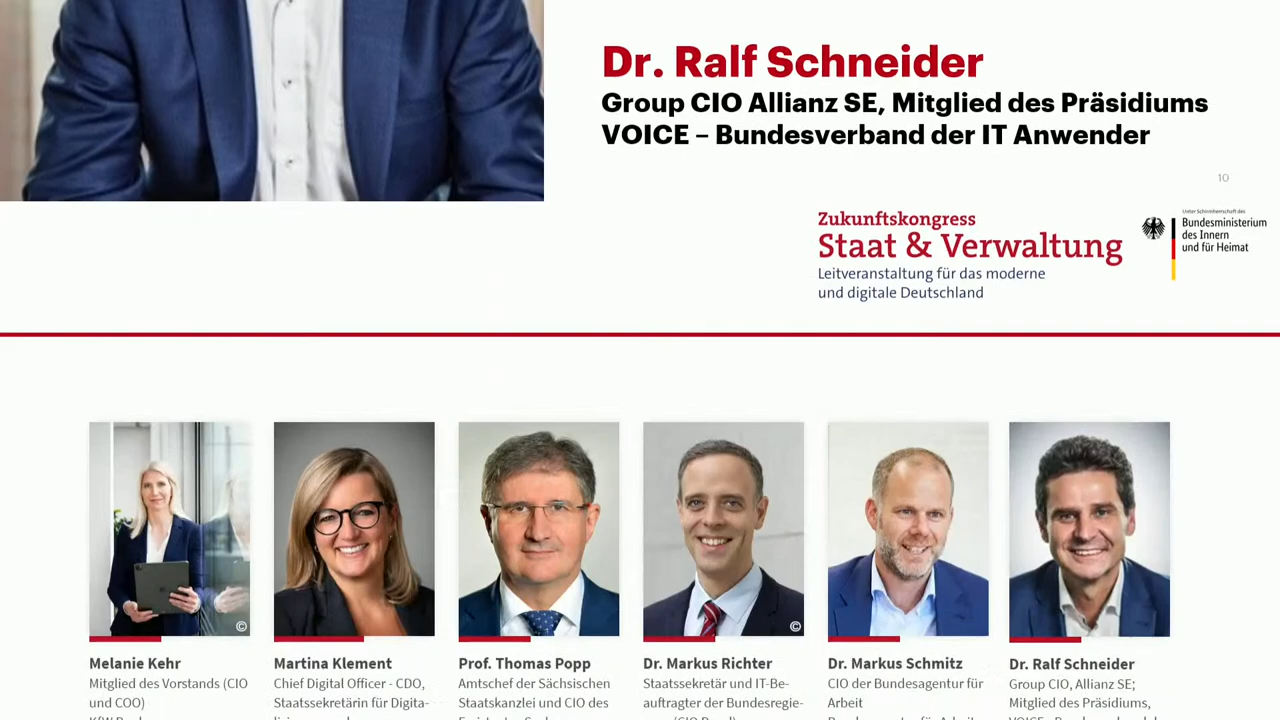 Dr. Ralf Schneider
Group CIO Allianz SE, Mitglied des Präsidiums
VOICE – Bundesverband der IT Anwender
10
Zukunftskongress
Staat & Verwaltung
Leitveranstaltung für das moderne
und digitale Deutschland
Unter Schirmherrschaft des
Bundesministerium
des Innern
und für Heimat
©
©
Melanie Kehr
Mitglied des Vorstands (CIO
und COO)
Martina Klement
Chief Digital Officer - CDO,
Staatssekretärin für Digita-
Prof. Thomas Popp
Amtschef der Sächsischen
Staatskanzlei und CIO des
Dr. Markus Richter
Staatssekretär und IT-Be-
auftragter der Bundesregie-
Dr. Markus Schmitz
CIO der Bundesagentur für
Arbeit
Dr. Ralf Schneider
Group CIO, Allianz SE;
Mitglied des Präsidiums,